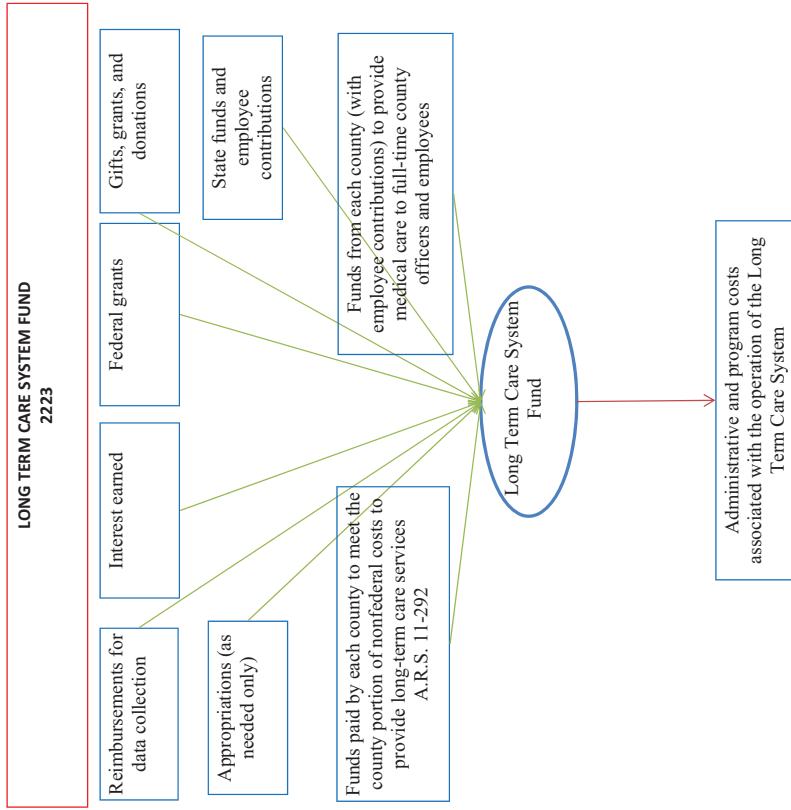 LONG TERM CARE SYSTEM FUND
2223
Reimbursements for
data collection
Interest earned
Federal grants
Gifts, grants, and
donations
Appropriations (as
needed only)
State funds and
employee
contributions
Funds paid by each county to meet the
county portion of nonfederal costs to
provide long-term care services
A.R.S. 11-292
Funds from each county (with
employee contributions) to provide
medical care to full-time county
officers and employees
Long Term Care System
Fund
Administrative and program costs
associated with the operation of the Long
Term Care System